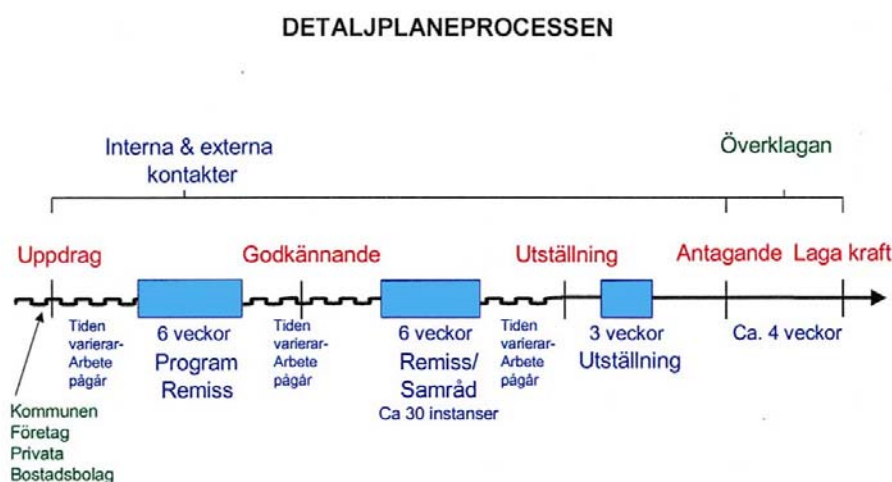 DETALJPLANEPROCESSEN
Interna & externa
kontakter
Överklagan
Uppdrag
Godkännande
Utställning
Antagande
Laga kraft
Tiden
varierar-
Arbete
pågår
6 veckor
Program
Remiss
Tiden
varierar-
Arbete
pågår
6 veckor
Remiss/
Samråd
Ca 30 instanser
Tiden
varierar-
Arbete
pågår
3 veckor
Utställning
Ca. 4 veckor
Kommunen
Företag
Privata
Bostadsbolag